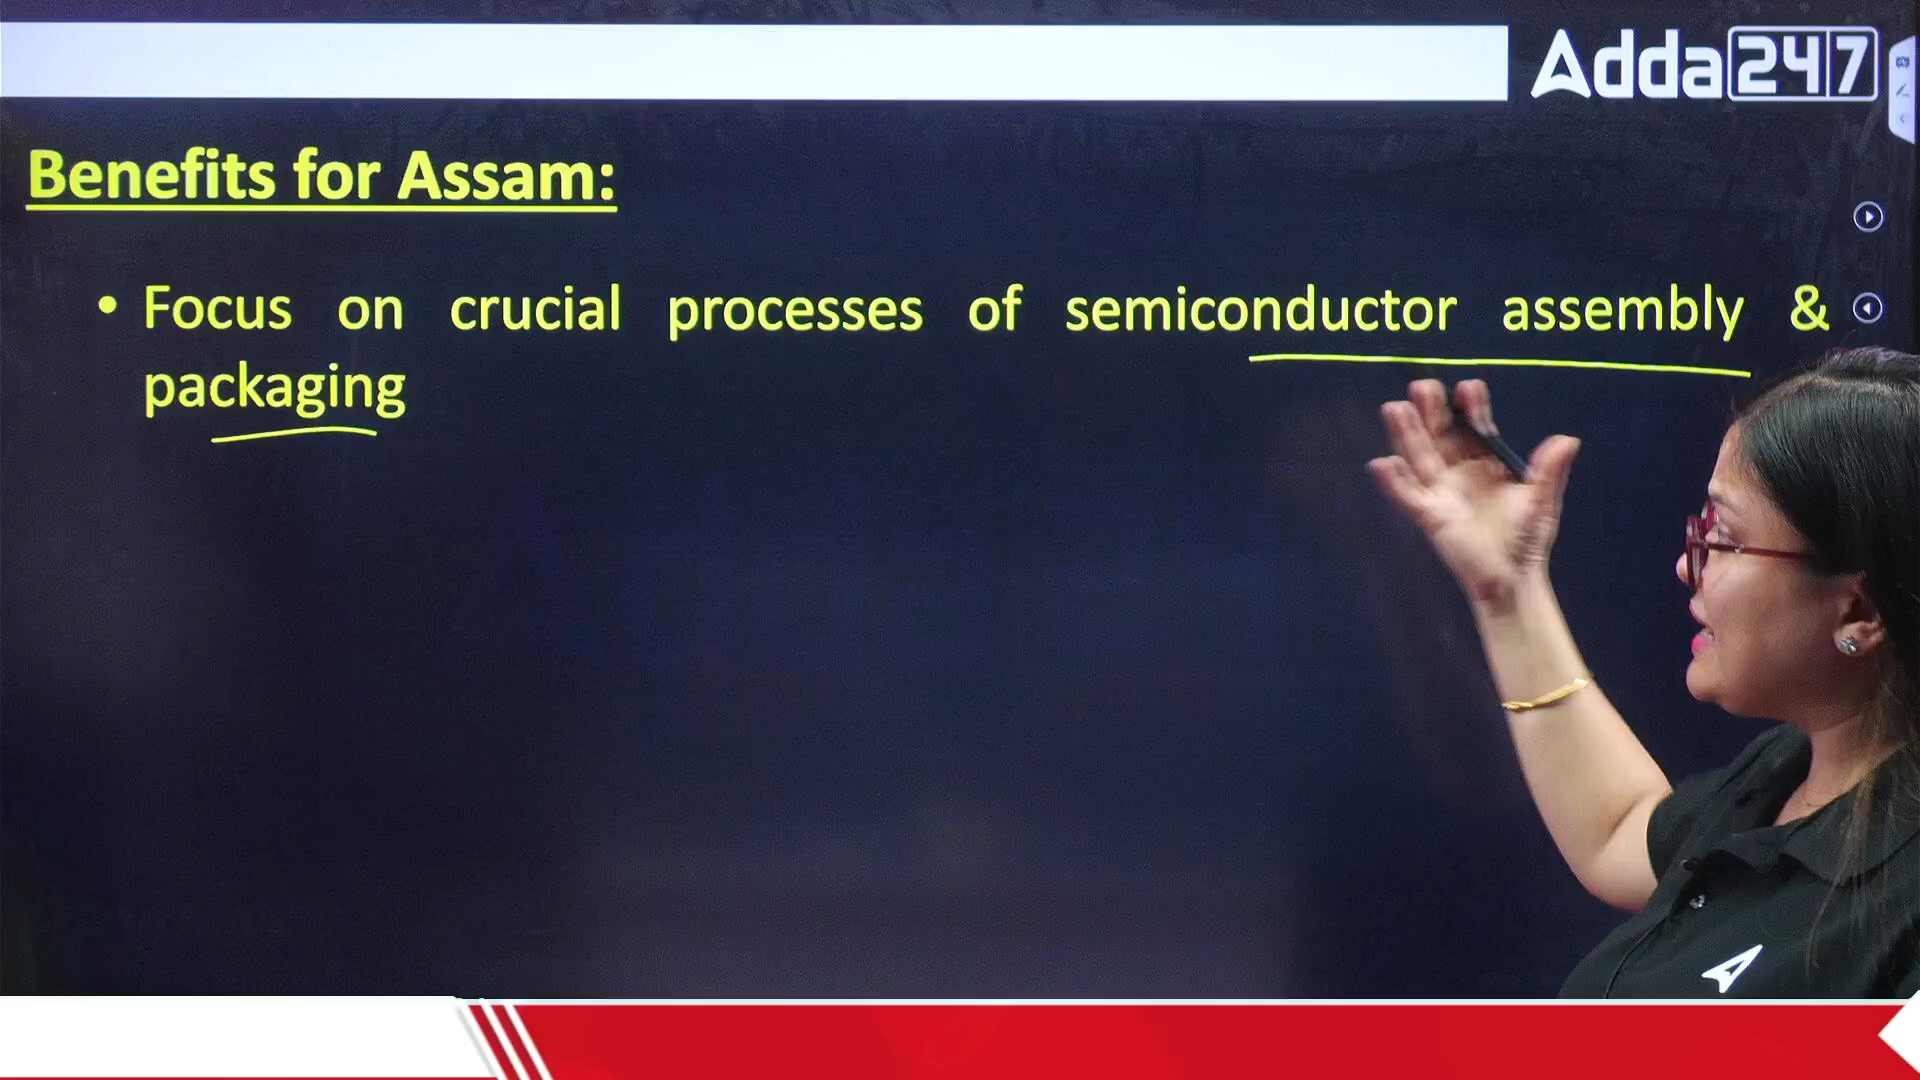 Adda247
Benefits for Assam:
• Focus on crucial processes of semiconductor assembly &
packaging